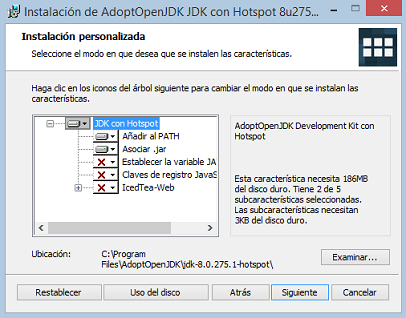 Instalación de AdoptOpenJDK JDK con Hotspot 8u275...
Instalación personalizada
Seleccione el modo en que desea que se instalen las características.
Haga clic en los iconos del árbol siguiente para cambiar el modo en que se instalan las
características.
JDK con Hotspot
Añadir al PATH
Asociar .jar
Establecer la variable JA
Claves de registro JavaS
IcedTea-Web
AdoptOpenJDK Development Kit con
Hotspot
Esta característica necesita 186MB
del disco duro. Tiene 2 de 5
subcaracterísticas seleccionadas.
Las subcaracterísticas necesitan
3KB del disco duro.
Ubicación:
C:\Program
Files\AdoptOpenJDK\jdk-8.0.275.1-hotspot\
Examinar...
Restablecer
Uso del disco
Atrás
Siguiente
Cancelar